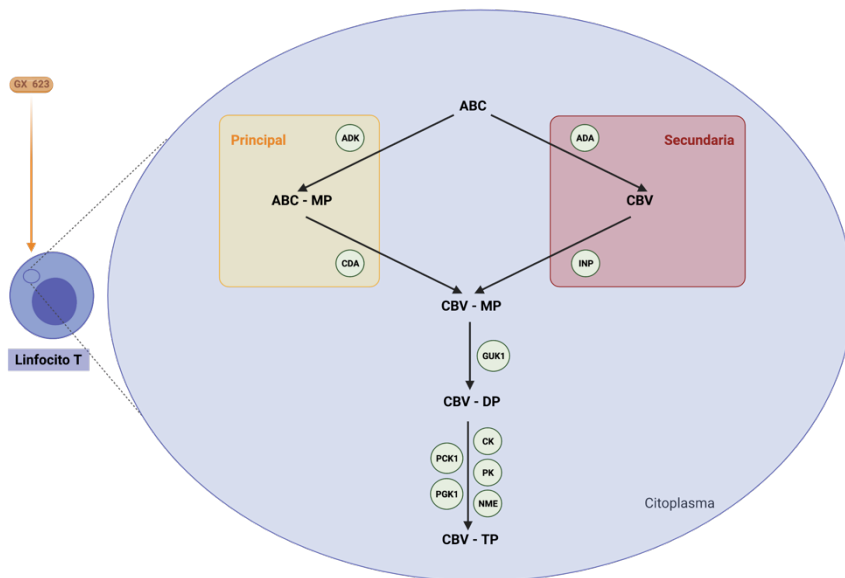 GX 623
ABC
Principal
ADK
ADA
Secundaria
ABC - MP
CBV
CDA
INP
CBV - MP
Linfocito T
GUK1
CBV - DP
CK
PCK1
PK
PGK1
NME
Citoplasma
CBV - TP